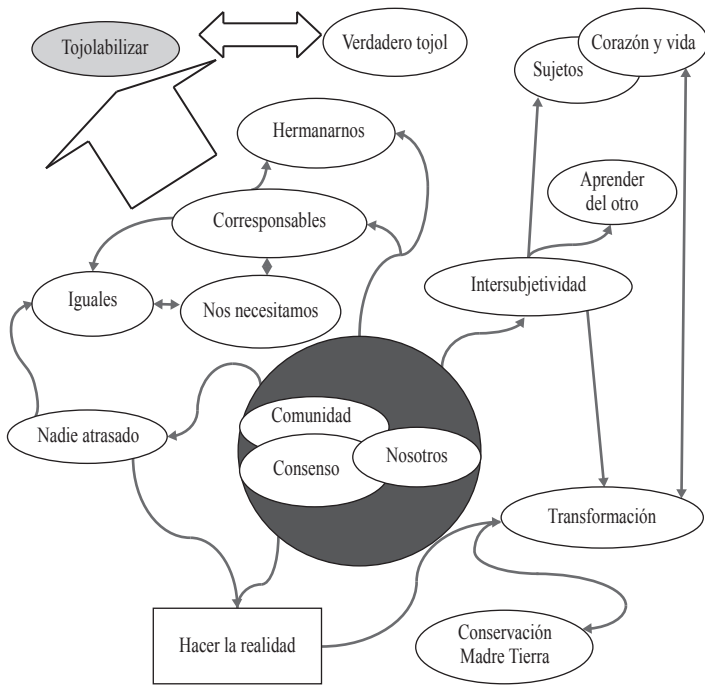 Tojolabilizar
Verdadero tojol
Corazón y vida
Sujetos
Hermanarnos
Aprender
del otro
Corresponsables
Intersubjetividad
Iguales
Nos necesitamos
Comunidad
Nadie atrasado
Consenso
Nosotros
Transformación
Hacer la realidad
Conservación
Madre Tierra